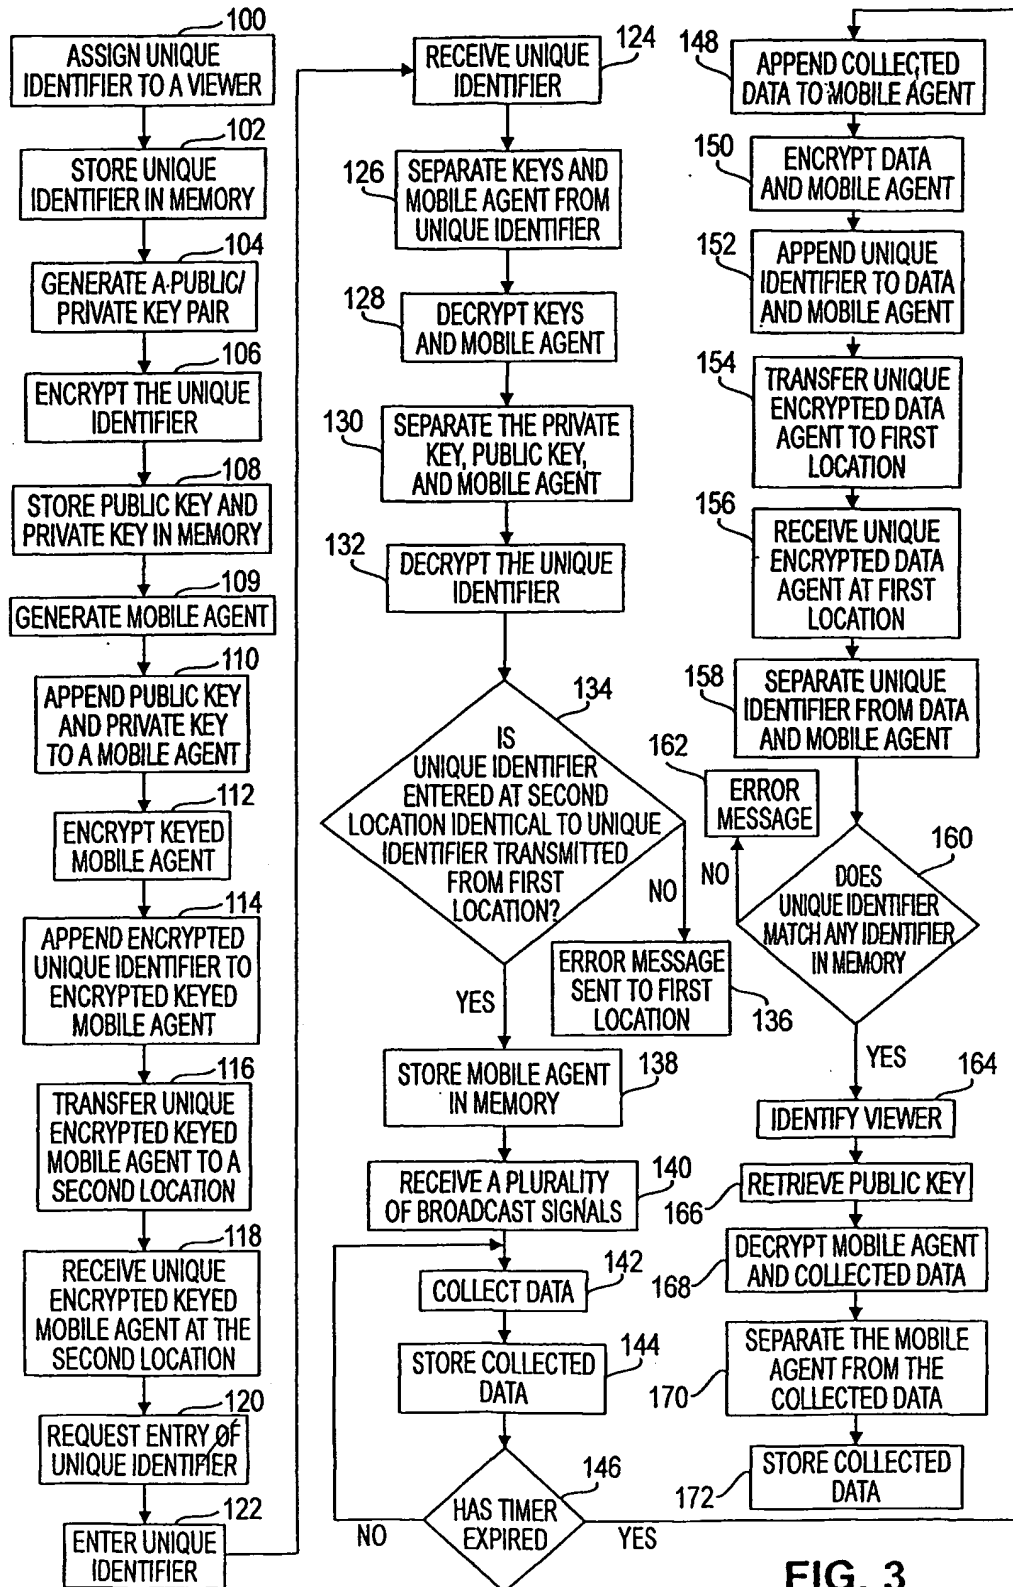 100
ASSIGN UNIQUE
IDENTIFIER TO A VIEWER
102
STORE UNIQUE
IDENTIFIER IN MEMORY
104
GENERATE A PUBLIC/
PRIVATE KEY PAIR
106
ENCRYPT THE UNIQUE
IDENTIFIER
108
STORE PUBLIC KEY AND
PRIVATE KEY IN MEMORY
109
GENERATE MOBILE AGENT
110
APPEND PUBLIC KEY
AND PRIVATE KEY
TO A MOBILE AGENT
112
ENCRYPT KEYED
MOBILE AGENT
114
APPEND ENCRYPTED
UNIQUE IDENTIFIER TO
ENCRYPTED KEYED
MOBILE AGENT
116
TRANSFER UNIQUE
ENCRYPTED KEYED
MOBILE AGENT TO A
SECOND LOCATION
118
RECEIVE UNIQUE
ENCRYPTED KEYED
MOBILE AGENT AT THE
SECOND LOCATION
120
REQUEST ENTRY OF
UNIQUE IDENTIFIER
122
ENTER UNIQUE
IDENTIFIER
124
RECEIVE UNIQUE
IDENTIFIER
126
SEPARATE KEYS AND
MOBILE AGENT FROM
UNIQUE IDENTIFIER
128
DECRYPT KEYS
AND MOBILE AGENT
130
SEPARATE THE PRIVATE
KEY, PUBLIC KEY,
AND MOBILE AGENT
132
DECRYPT THE UNIQUE
IDENTIFIER
134
IS
UNIQUE IDENTIFIER
ENTERED AT SECOND
LOCATION IDENTICAL TO UNIQUE
IDENTIFIER TRANSMITTED
FROM FIRST
LOCATION?
NO
ERROR MESSAGE
SENT TO FIRST
LOCATION
136
YES
STORE MOBILE AGENT
IN MEMORY
138
RECEIVE A PLURALITY
OF BROADCAST SIGNALS
140
COLLECT DATA
142
STORE COLLECTED
DATA
144
HAS TIMER
EXPIRED
146
NO
YES
148
APPEND COLLECTED
DATA TO MOBILE AGENT
150
ENCRYPT DATA
AND MOBILE AGENT
152
APPEND UNIQUE
IDENTIFIER TO DATA
AND MOBILE AGENT
154
TRANSFER UNIQUE
ENCRYPTED DATA
AGENT TO FIRST
LOCATION
156
RECEIVE UNIQUE
ENCRYPTED DATA
AGENT AT FIRST
LOCATION
158
SEPARATE UNIQUE
IDENTIFIER FROM DATA
AND MOBILE AGENT
162
ERROR
MESSAGE
NO
160
DOES
UNIQUE IDENTIFIER
MATCH ANY IDENTIFIER
IN MEMORY
YES
164
IDENTIFY VIEWER
166
RETRIEVE PUBLIC KEY
168
DECRYPT MOBILE AGENT
AND COLLECTED DATA
170
SEPARATE THE MOBILE
AGENT FROM THE
COLLECTED DATA
172
STORE COLLECTED
DATA
FIG. 3